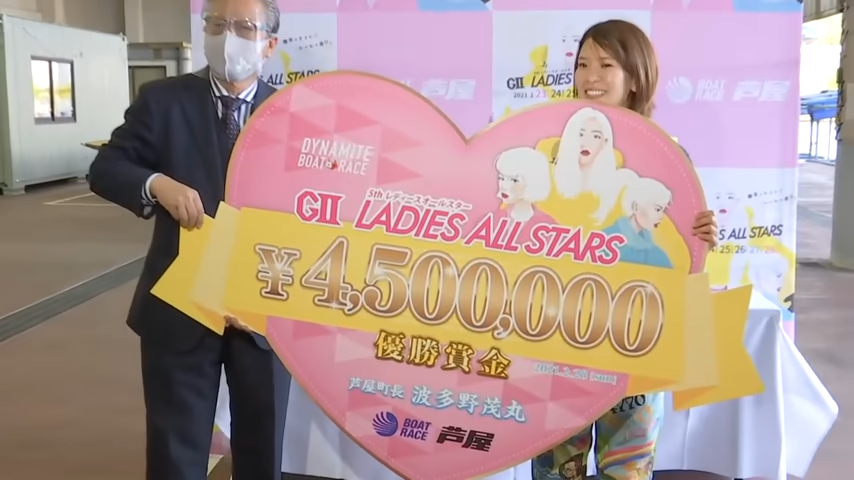 GⅡ LADIES
芦屋
BOAT RACE 芦屋
DYNAMITE
BOAT RACE
5th レディースオールスター
GⅡ LADIES ALL STARS
¥4,500,000
優勝賞金
2021.2.28 [sun]
芦屋町長 波多野茂丸
BOAT
RACE 芦屋
ALL STARS
ALL STARS